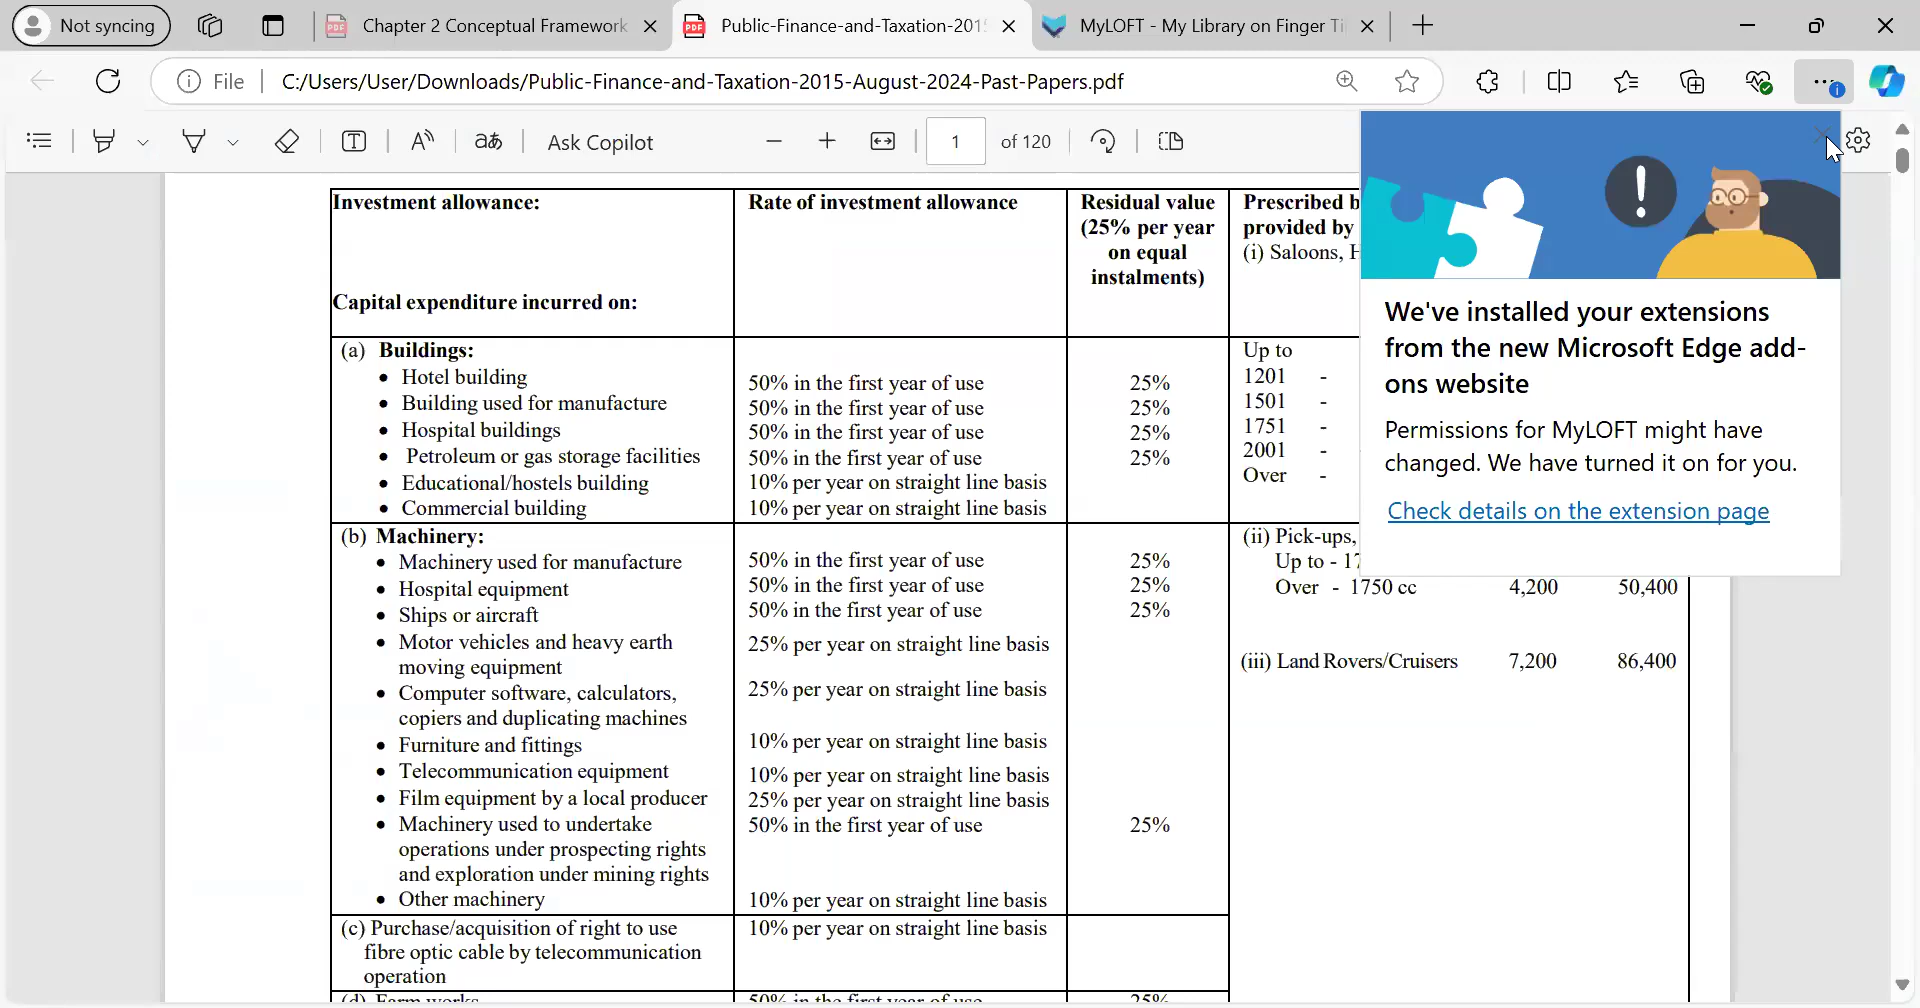 Not syncing
Chapter 2 Conceptual Framework
Public-Finance-and-Taxation-201
MyLOFT - My Library on Finger Ti
File
C:/Users/User/Downloads/Public-Finance-and-Taxation-2015-August-2024-Past-Papers.pdf
Ask Copilot
1
of 120
Investment allowance:
Capital expenditure incurred on:
Rate of investment allowance
Residual value
(25% per year
on equal
instalments)
Prescribed b
provided by
(i) Saloons, H
(a) Buildings:
• Hotel building
• Building used for manufacture
• Hospital buildings
• Petroleum or gas storage facilities
• Educational/hostels building
• Commercial building
50% in the first year of use
50% in the first year of use
50% in the first year of use
50% in the first year of use
10% per year on straight line basis
10% per year on straight line basis
25%
25%
25%
25%
Up to
1201 -
1501 -
1751 -
2001 -
Over -
(b) Machinery:
• Machinery used for manufacture
• Hospital equipment
• Ships or aircraft
• Motor vehicles and heavy earth
moving equipment
• Computer software, calculators,
copiers and duplicating machines
• Furniture and fittings
• Telecommunication equipment
• Film equipment by a local producer
• Machinery used to undertake
operations under prospecting rights
and exploration under mining rights
• Other machinery
50% in the first year of use
50% in the first year of use
50% in the first year of use
25% per year on straight line basis
25% per year on straight line basis
10% per year on straight line basis
10% per year on straight line basis
25% per year on straight line basis
50% in the first year of use
10% per year on straight line basis
25%
25%
25%
25%
(ii) Pick-ups,
Up to - 17
Over - 1750 cc 4,200 50,400
(iii) Land Rovers/Cruisers 7,200 86,400
(c) Purchase/acquisition of right to use
fibre optic cable by telecommunication
operation
10% per year on straight line basis
(d) Farm works
50% in the first year of use
25%
We've installed your extensions
from the new Microsoft Edge add-
ons website
Permissions for MyLOFT might have
changed. We have turned it on for you.
Check details on the extension page